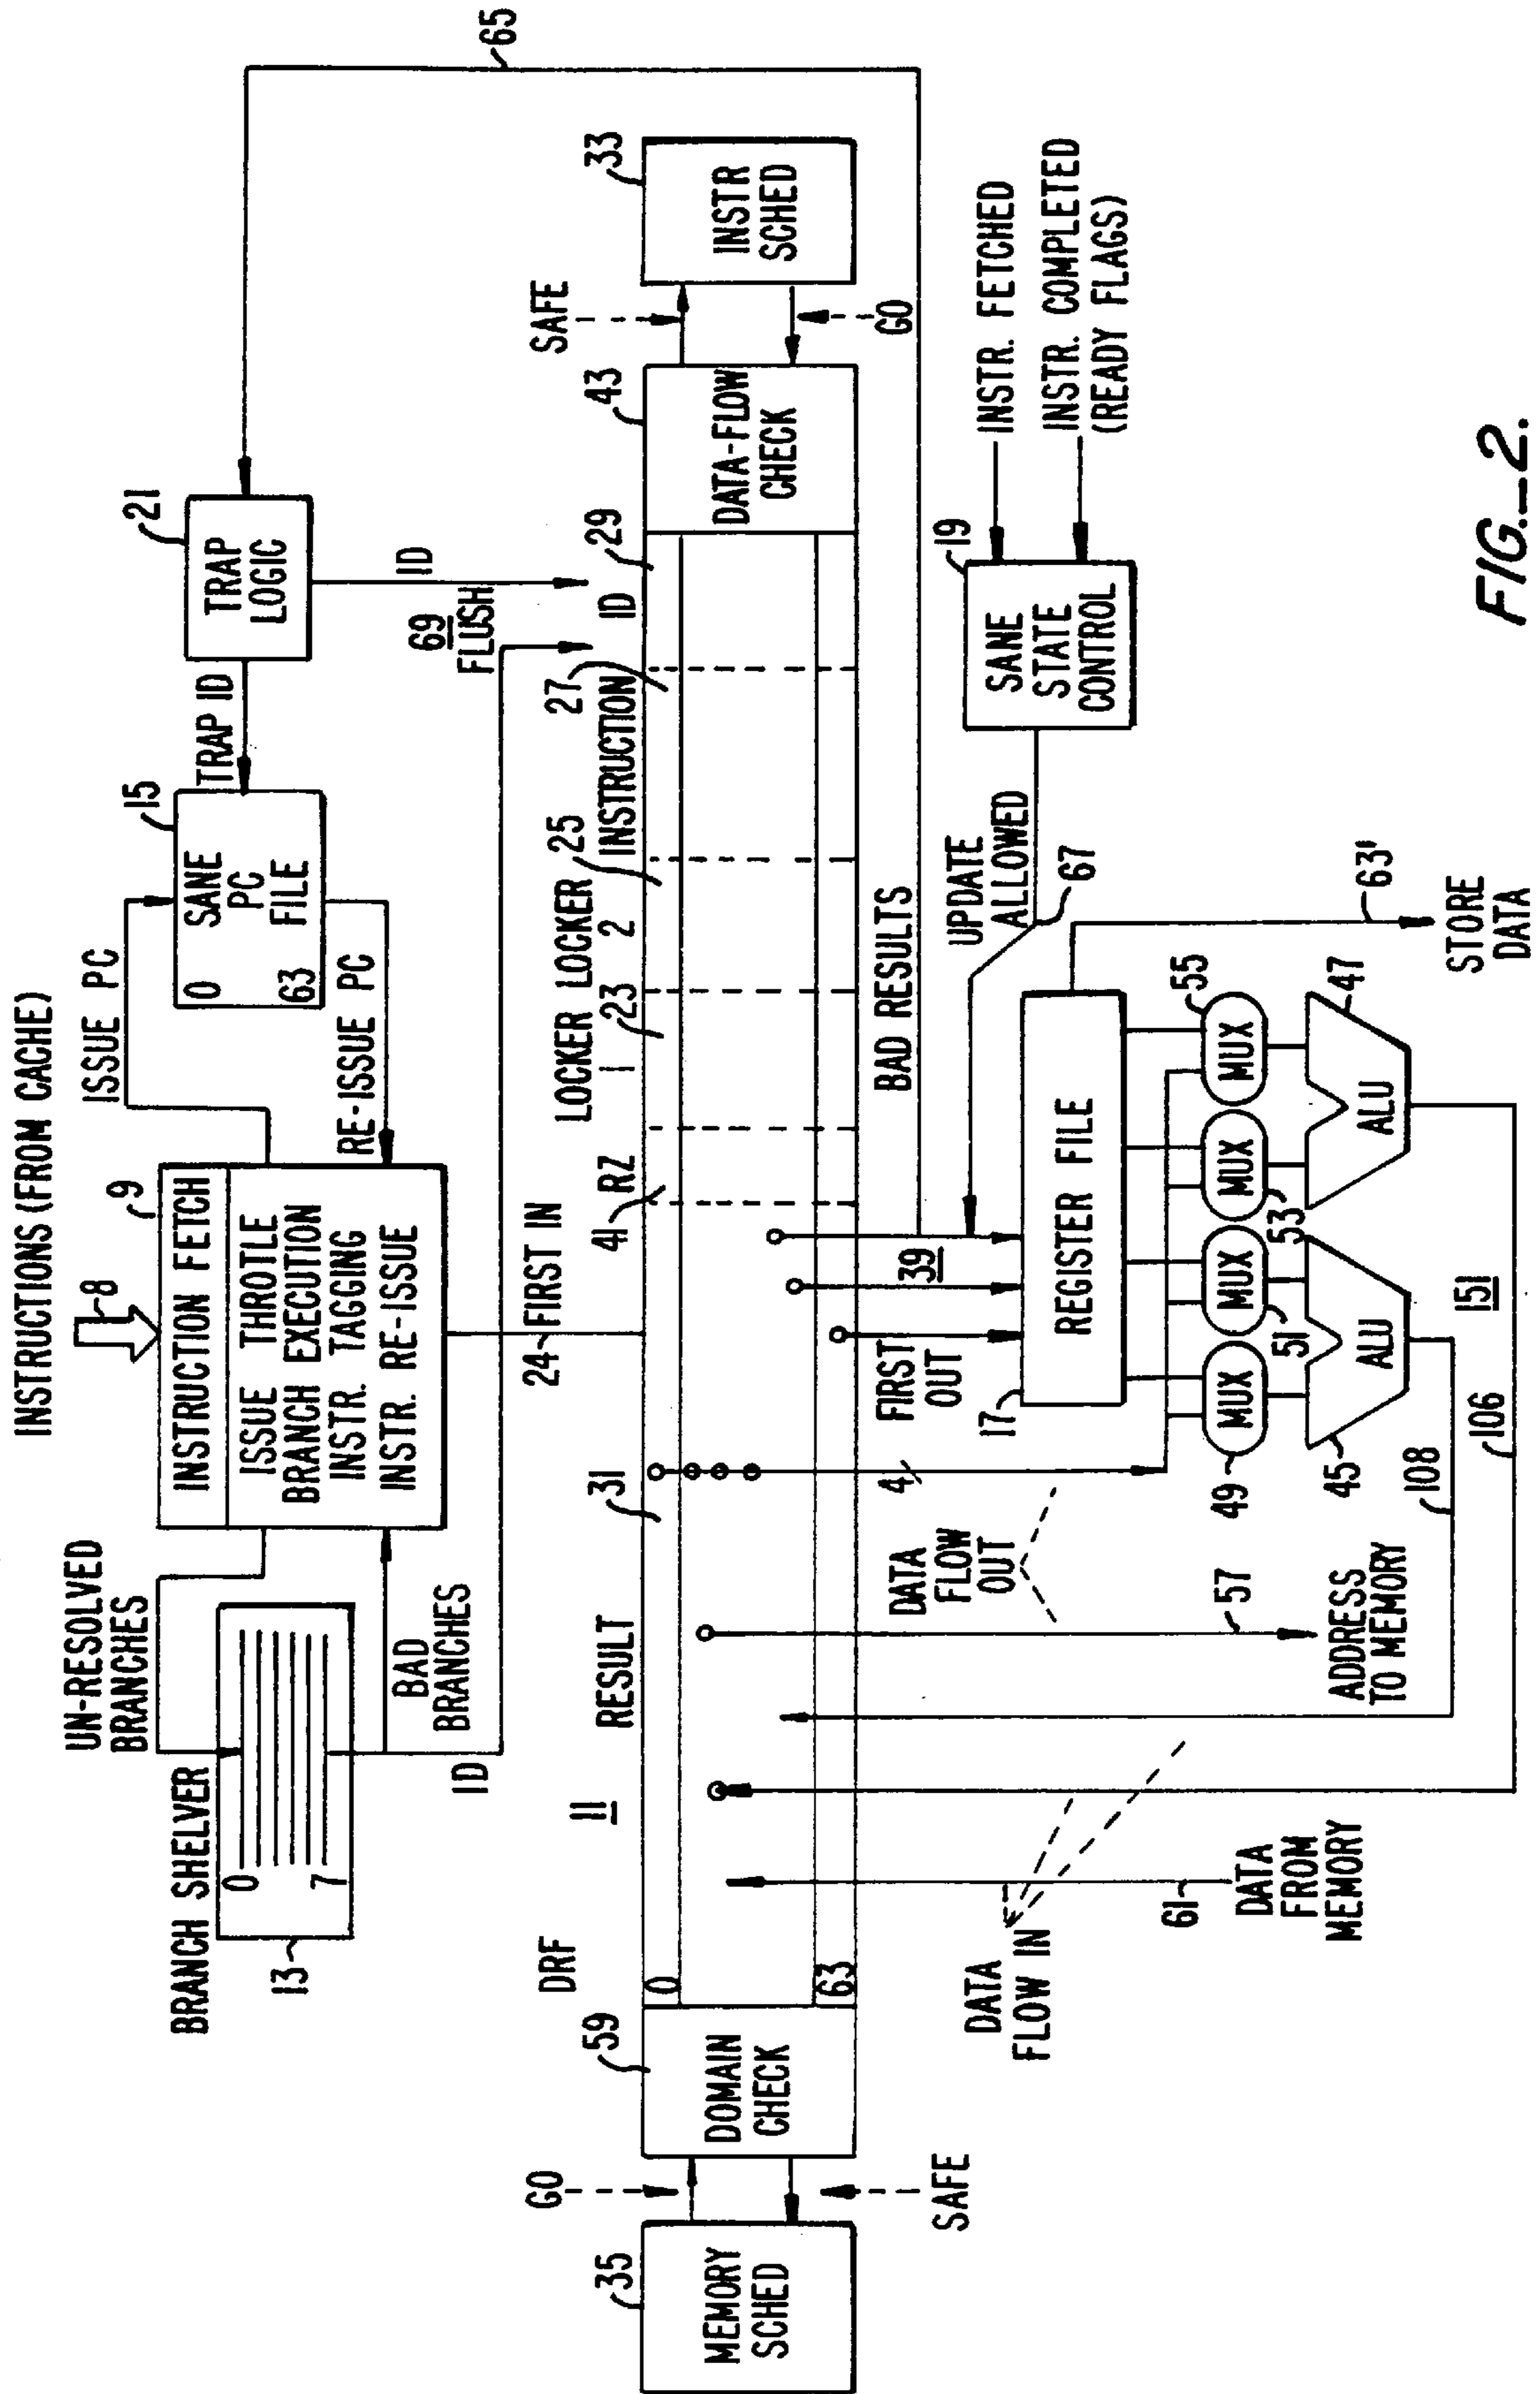 INSTRUCTIONS (FROM CACHE)
8
UN-RESOLVED
BRANCHES
BRANCH SHELVER
0
7
13
BAD
BRANCHES
ID
9
INSTRUCTION FETCH
ISSUE THROTLE
BRANCH EXECUTION
INSTR. TAGGING
INSTR. RE-ISSUE
ISSUE PC
RE-ISSUE PC
15
0 SANE
PC
FILE
63
TRAP ID
21
TRAP
LOGIC
ID
69
FLUSH
65
24
FIRST IN
35
MEMORY
SCHED
GO
SAFE
59
DOMAIN
CHECK
DRF
0
63
11
RESULT
31
41
RZ
LOCKER
1
23
LOCKER
2
25
INSTRUCTION
27
ID
29
43
DATA-FLOW
CHECK
SAFE
GO
33
INSTR
SCHED
DATA
FLOW IN
61
DATA
FROM
MEMORY
57
ADDRESS
TO MEMORY
DATA
FLOW
OUT
4
FIRST
OUT
39
BAD RESULTS
17
REGISTER FILE
UPDATE
ALLOWED
67
19
SANE
STATE
CONTROL
INSTR. FETCHED
INSTR. COMPLETED
(READY FLAGS)
63'
STORE
DATA
49
MUX
51
MUX
53
MUX
55
MUX
45
ALU
47
ALU
108
106
151
FIG._2.